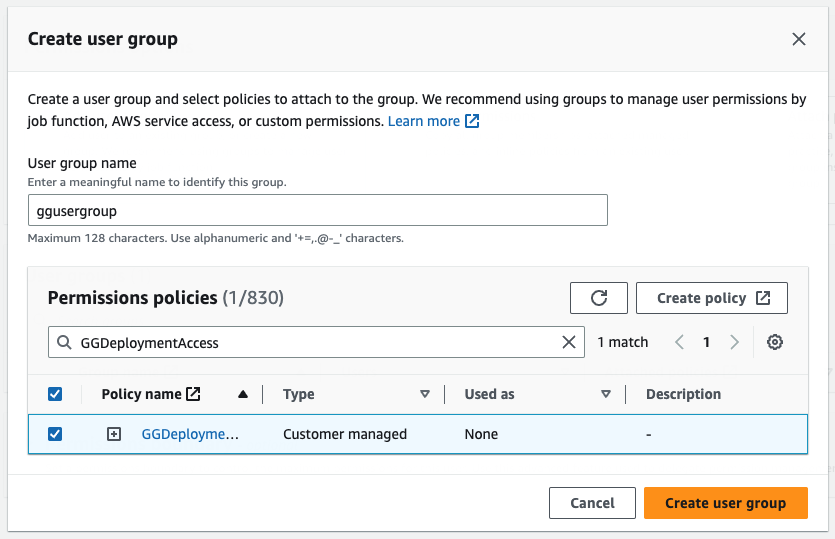 Create user group
Create a user group and select policies to attach to the group. We recommend using groups to manage user permissions by
job function, AWS service access, or custom permissions. Learn more
User group name
Enter a meaningful name to identify this group.
ggusergroup
Maximum 128 characters. Use alphanumeric and '+=,.@-_' characters.
Permissions policies (1/830)
Create policy
GGDeploymentAccess
1 match
1
Policy name
Type
Used as
Description
GGDeployme...
Customer managed
None
-
Cancel
Create user group